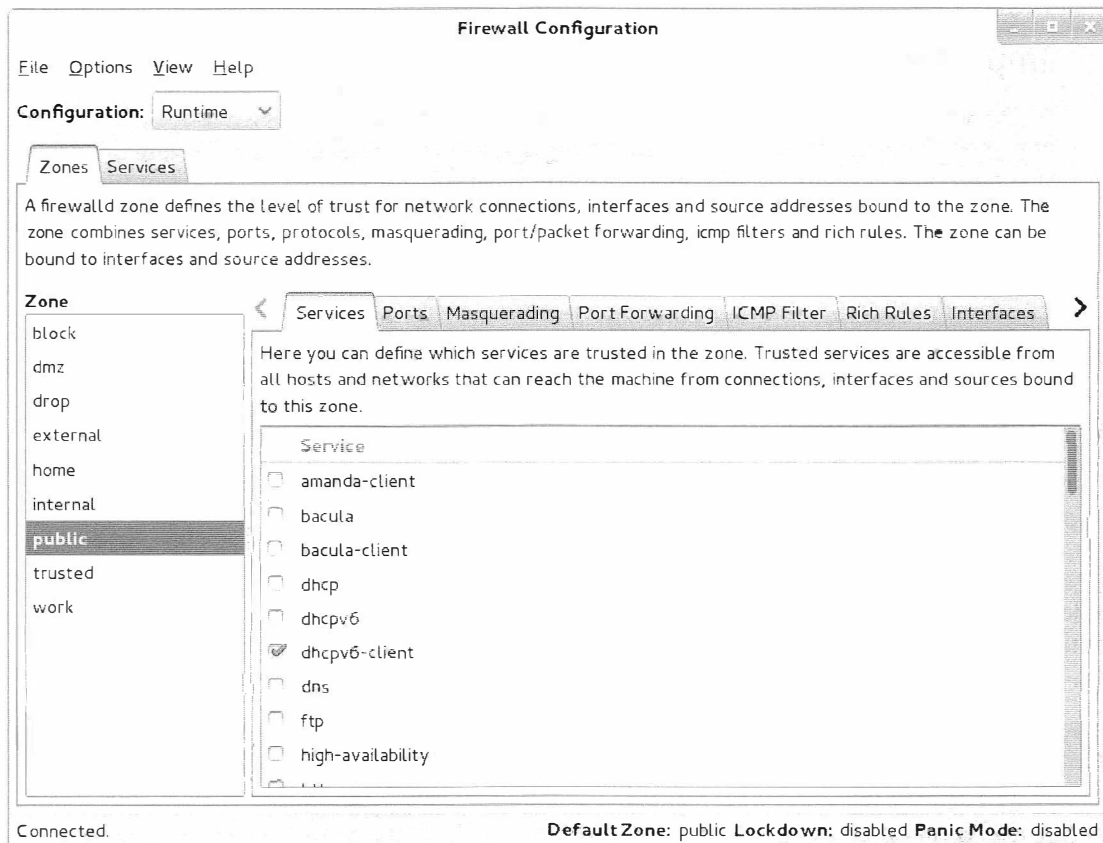 Firewall Configuration
File Options View Help
Configuration: Runtime
Zones Services
A firewalld zone defines the level of trust for network connections, interfaces and source addresses bound to the zone. The
zone combines services, ports, protocols, masquerading, port/packet forwarding, icmp filters and rich rules. The zone can be
bound to interfaces and source addresses.
Zone
block
dmz
drop
external
home
internal
public
trusted
work
Services Ports Masquerading Port Forwarding ICMP Filter Rich Rules Interfaces
Here you can define which services are trusted in the zone. Trusted services are accessible from
all hosts and networks that can reach the machine from connections, interfaces and sources bound
to this zone.
Service
amanda-client
bacula
bacula-client
dhcp
dhcpv6
dhcpv6-client
dns
ftp
high-availability
Connected.
Default Zone: public Lockdown: disabled Panic Mode: disabled